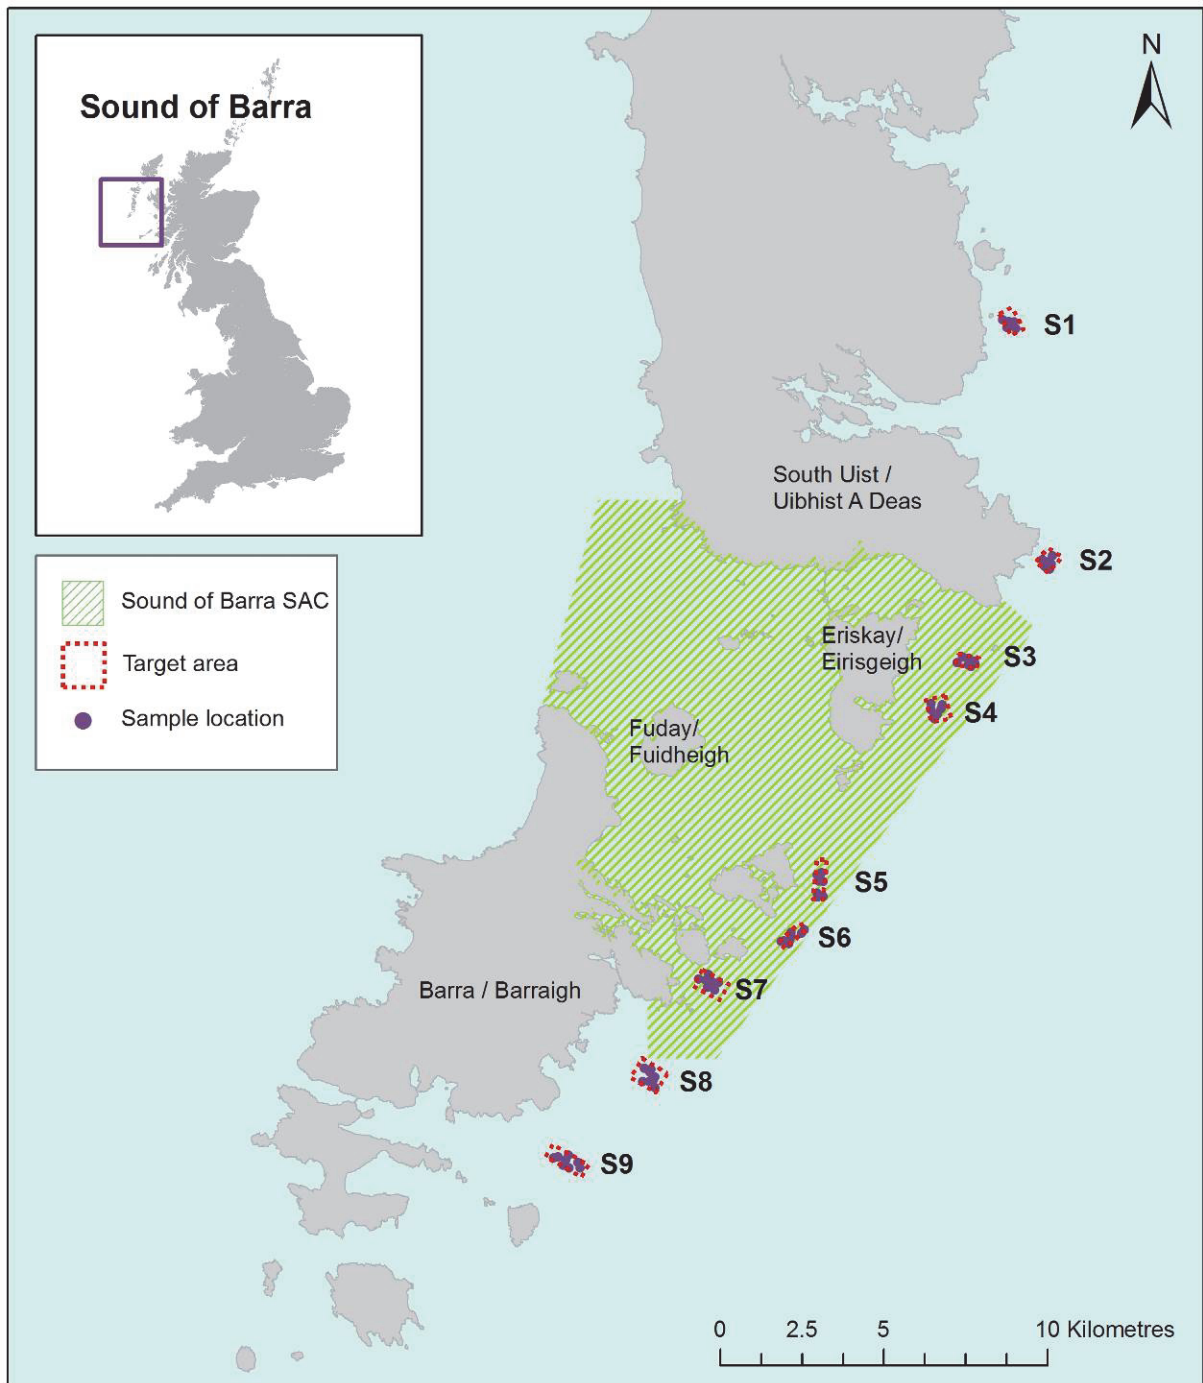 Sound of Barra
N
S1
South Uist /
Uibhist A Deas
S2
Sound of Barra SAC
Target area
Sample location
Eriskay/
Eirisgeigh
S3
S4
Fuday/
Fuidheigh
S5
S6
Barra / Barraigh
S7
S8
S9
0 2.5 5 10 Kilometres